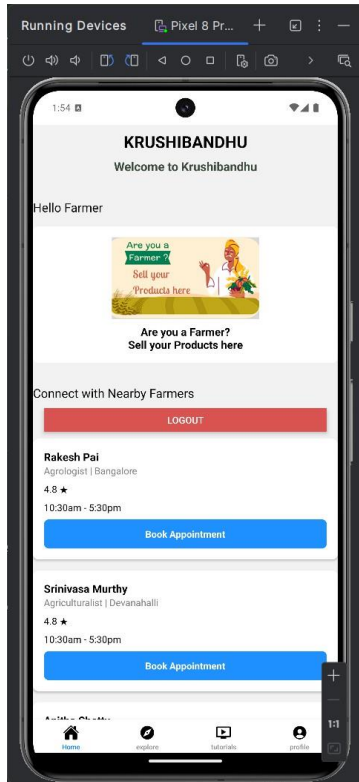 Running Devices
Pixel 8 Pr...
1:54
KRUSHIBANDHU
Welcome to Krushibandhu
Hello Farmer
Are you a
Farmer ?
Sell your
Products here
Are you a Farmer?
Sell your Products here
Connect with Nearby Farmers
LOGOUT
Rakesh Pai
Agrologist | Bangalore
4.8 ★
10:30am - 5:30pm
Book Appointment
Srinivasa Murthy
Agriculturalist | Devanahalli
4.8 ★
10:30am - 5:30pm
Book Appointment
1:1
Home
explore
tutorials
profile